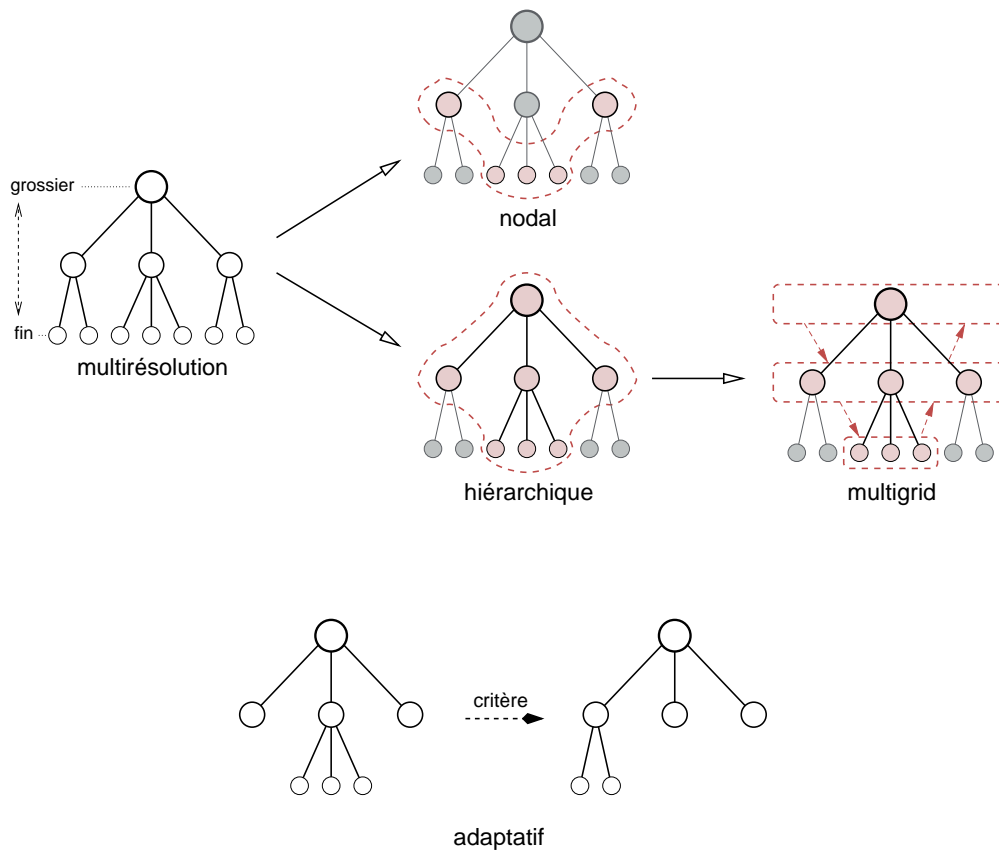 nodal
grossier
fin
multirésolution
hiérarchique
multigrid
critère
adaptatif